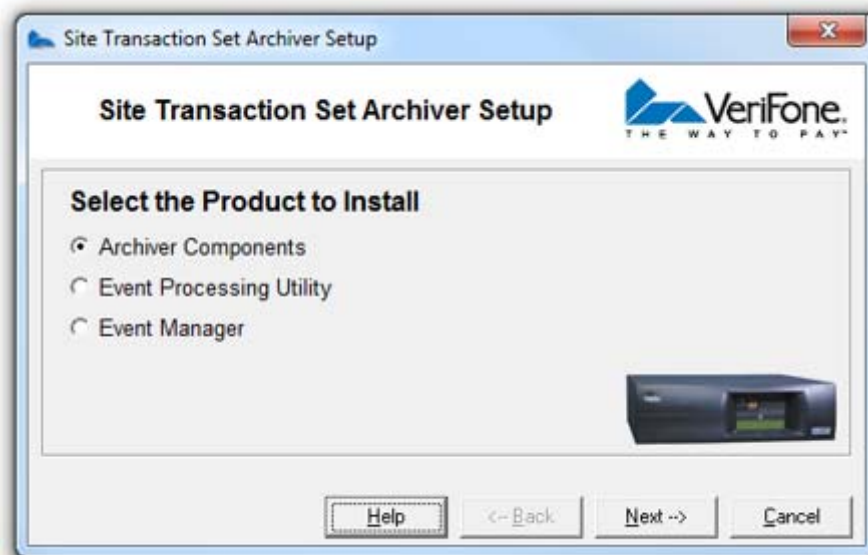 Site Transaction Set Archiver Setup
Site Transaction Set Archiver Setup
VeriFone.
THE WAY TO PAY™
Select the Product to Install
Archiver Components
Event Processing Utility
Event Manager
Help
<-- Back
Next -->
Cancel